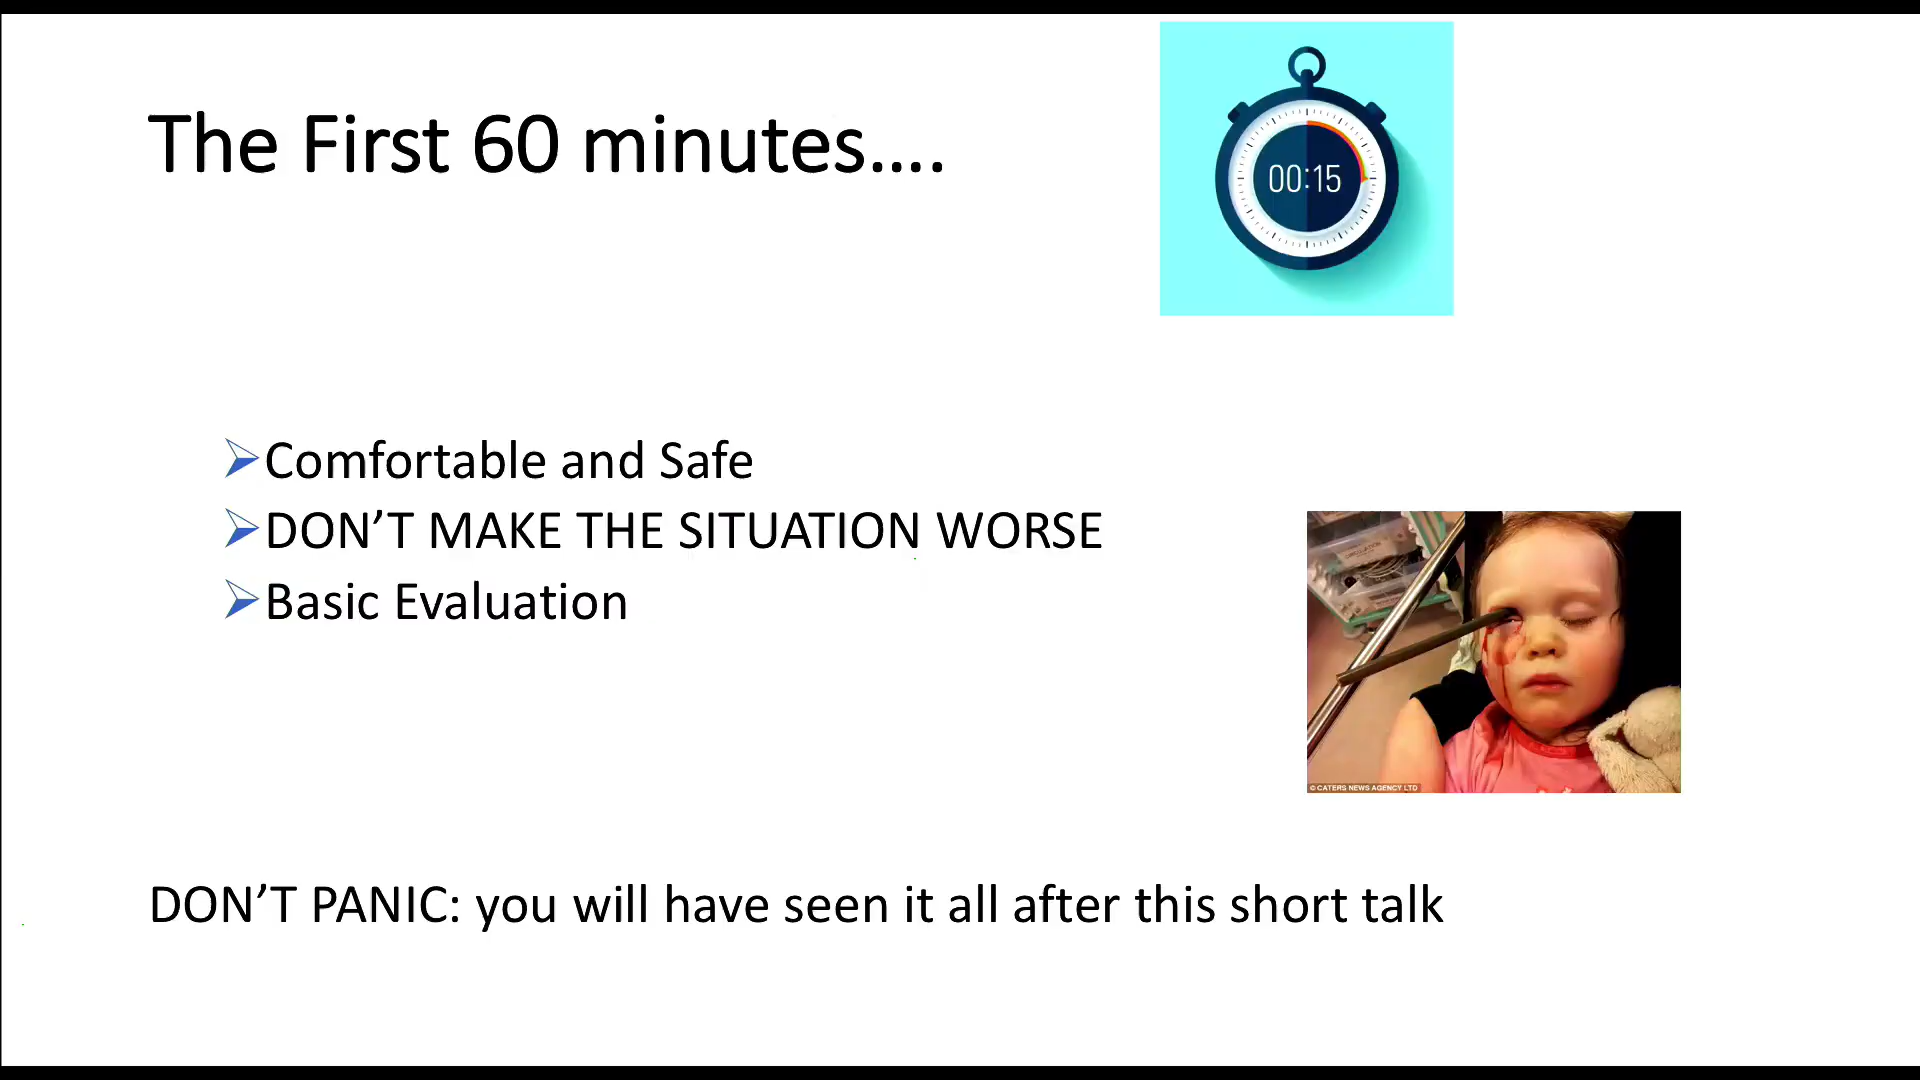 The First 60 minutes….
00:15
Comfortable and Safe
DON’T MAKE THE SITUATION WORSE
Basic Evaluation
© CATERS NEWS AGENCY LTD
DON’T PANIC: you will have seen it all after this short talk